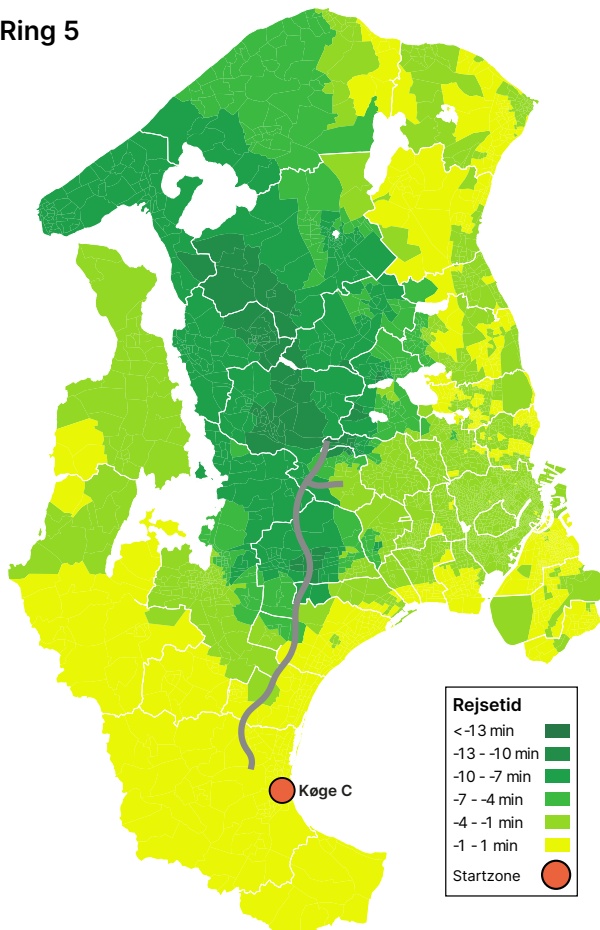 Ring 5
Køge C
Rejsetid
<-13 min
-13 - -10 min
-10 - -7 min
-7 - -4 min
-4 - -1 min
-1 - 1 min
Startzone